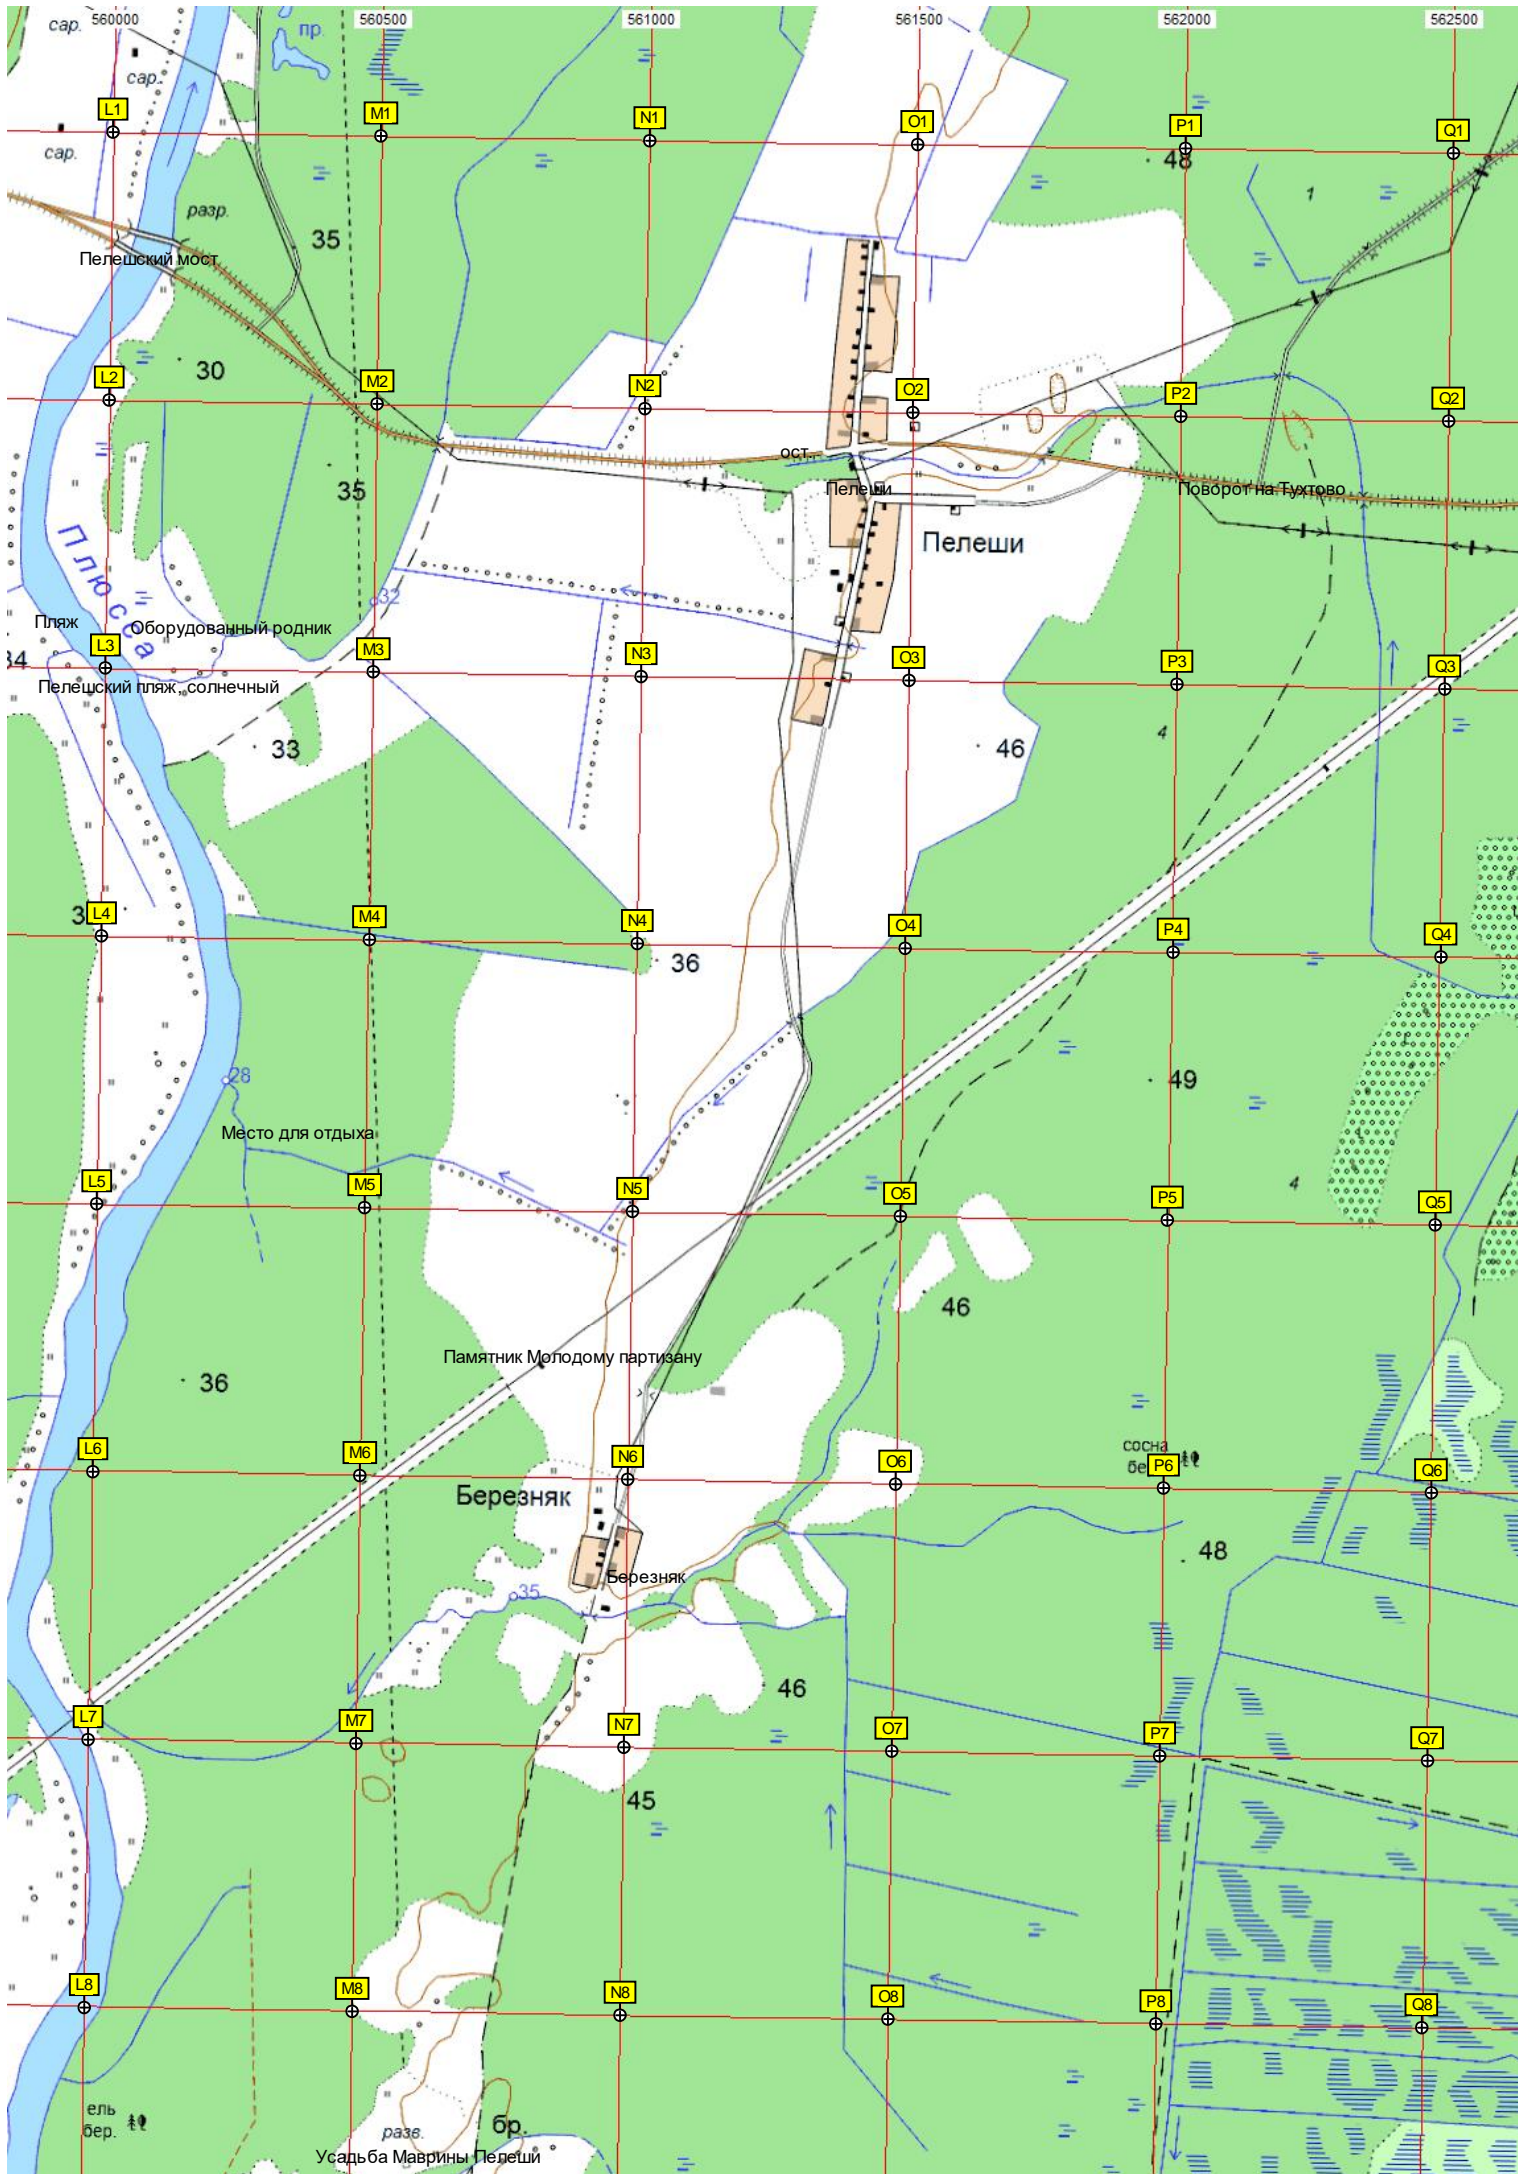 560000 560500 561000 561500 562000 562500
сар.
пр.
сар.
L1 M1 N1 O1 P1 Q1
сар.
48
1
разр.
35
Пелешский мост
30
L2 M2 N2 O2 P2 Q2
ост.
35
Пелеши
Поворот на Тухтово
Пелеши
Плюсса
32
Пляж
Оборудованный родник
34
L3 M3 N3 O3 P3 Q3
Пелешский пляж, солнечный
33
46
4
3
L4 M4 N4 O4 P4 Q4
36
28
49
Место для отдыха
4
L5 M5 N5 O5 P5 Q5
46
Памятник Молодому партизану
36
сосна
бе
L6 M6 N6 O6 P6 Q6
Березняк
48
Березняк
35
46
L7 M7 N7 O7 P7 Q7
45
L8 M8 N8 O8 P8 Q8
ель
бер.
бр.
разв.
Усадьба Маврины Пелеши